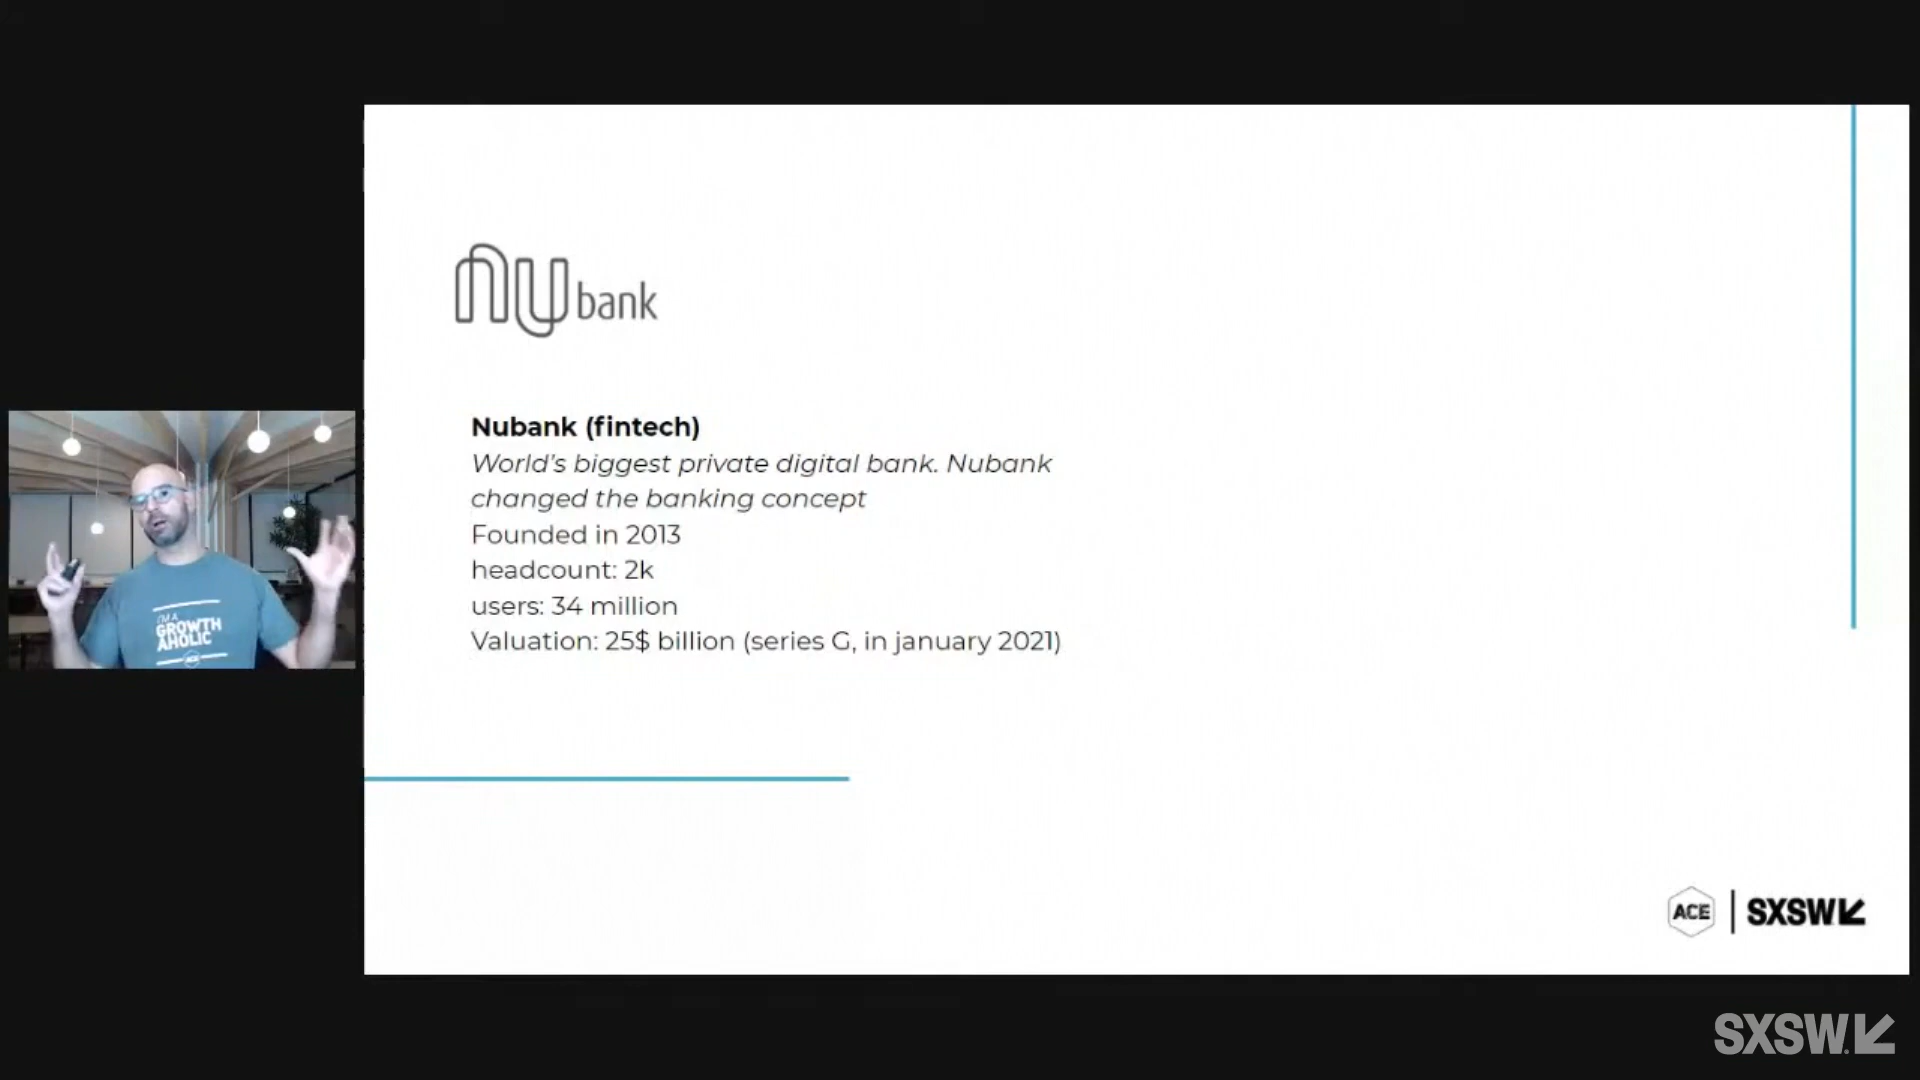 nu bank
Nubank (fintech)
World's biggest private digital bank. Nubank
changed the banking concept
Founded in 2013
headcount: 2k
users: 34 million
Valuation: 25$ billion (series G, in january 2021)
I'M A
GROWTH
AHOLIC
ACE
ACE | SXSW
SXSW.